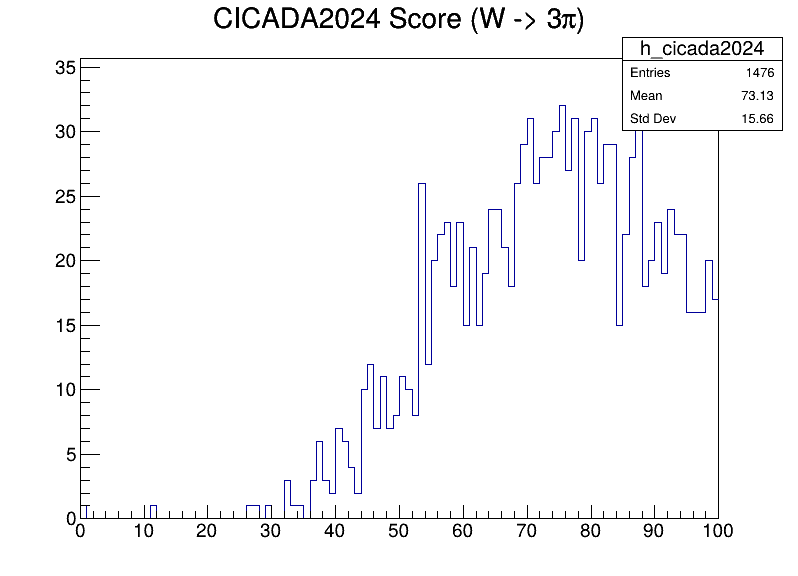 CICADA2024 Score (W -> 3π)
h_cicada2024
Entries 1476
Mean 73.13
Std Dev 15.66
35
30
25
20
15
10
5
0
0 10 20 30 40 50 60 70 80 90 100